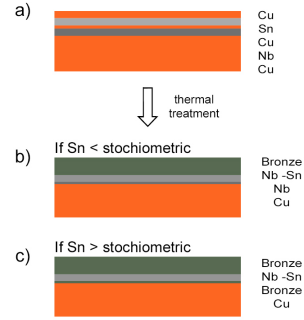 a)
Cu
Sn
Cu
Nb
Cu
thermal
treatment
b)
If Sn < stochiometric
Bronze
Nb -Sn
Nb
Cu
c)
If Sn > stochiometric
Bronze
Nb -Sn
Bronze
Cu